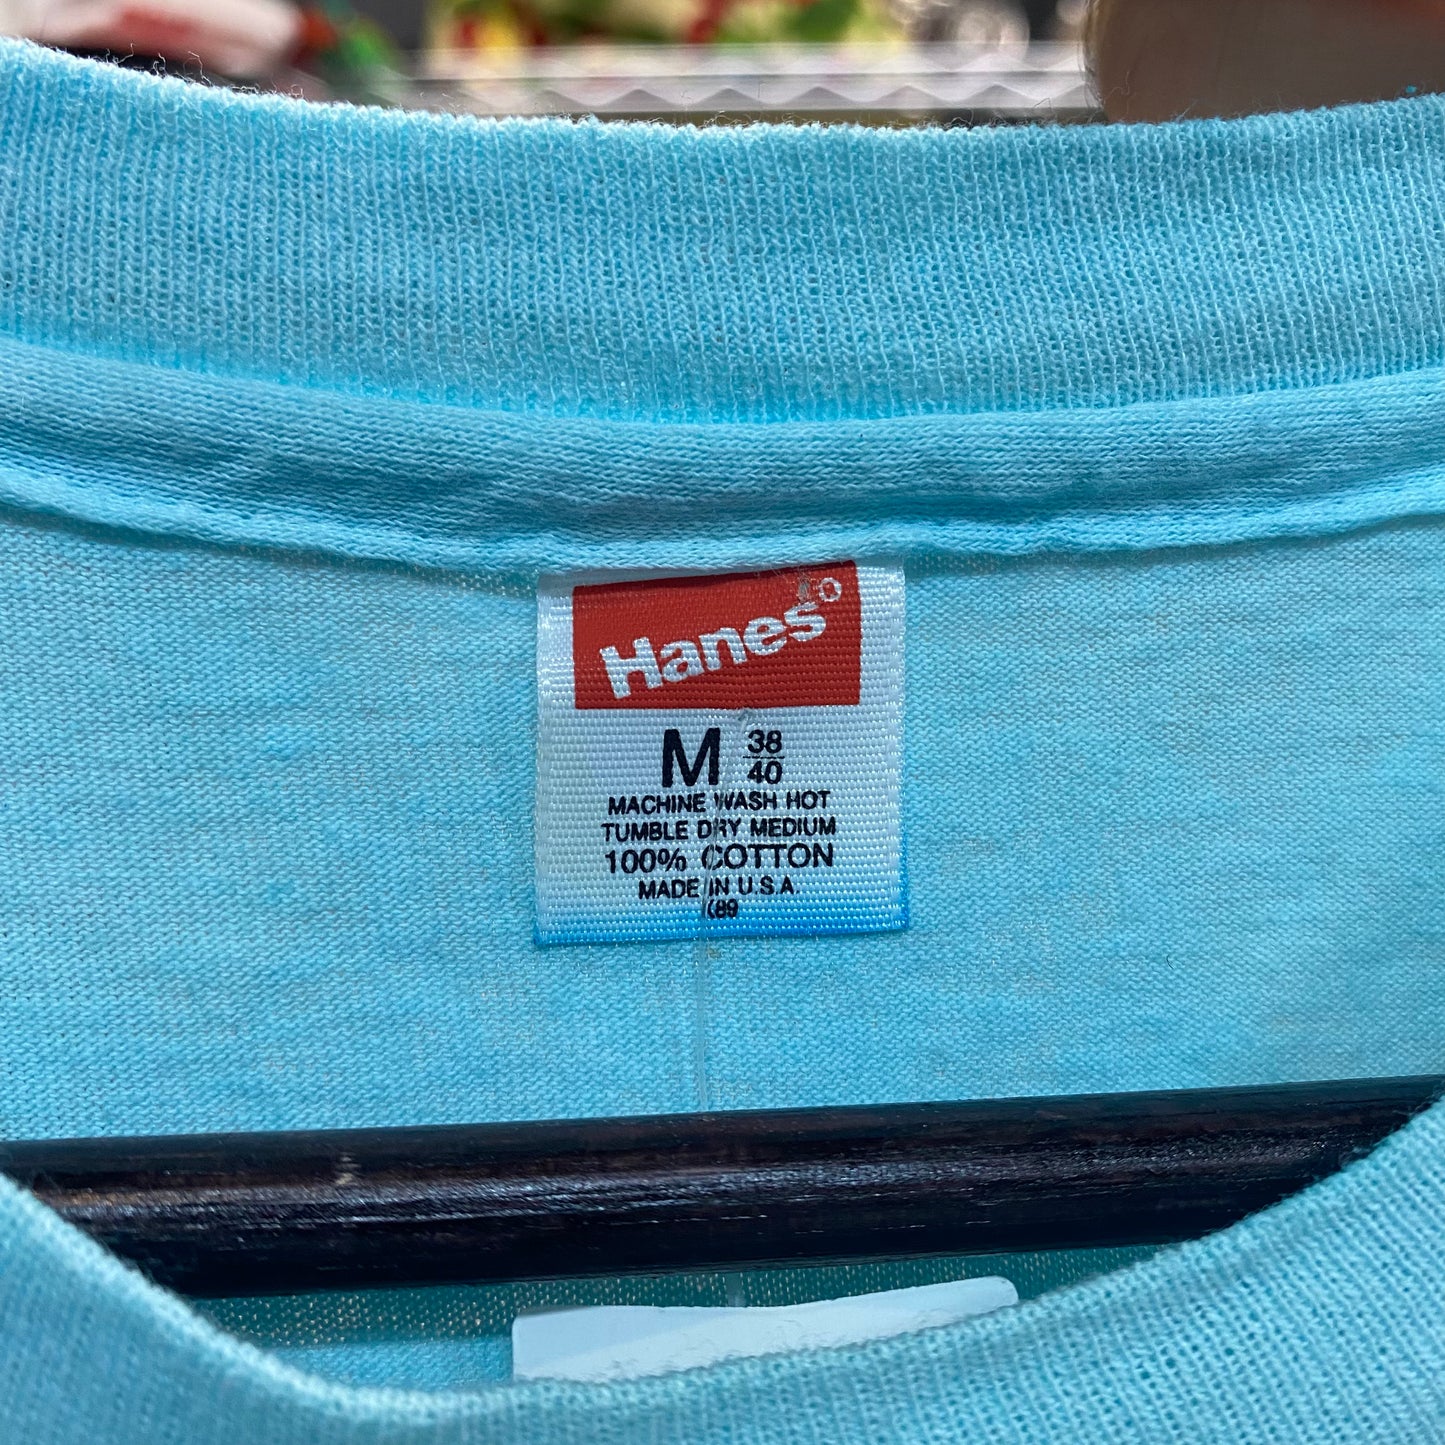 Hanes
M 38
40
MACHINE WASH HOT
TUMBLE DRY MEDIUM
100% COTTON
MADE IN U.S.A.